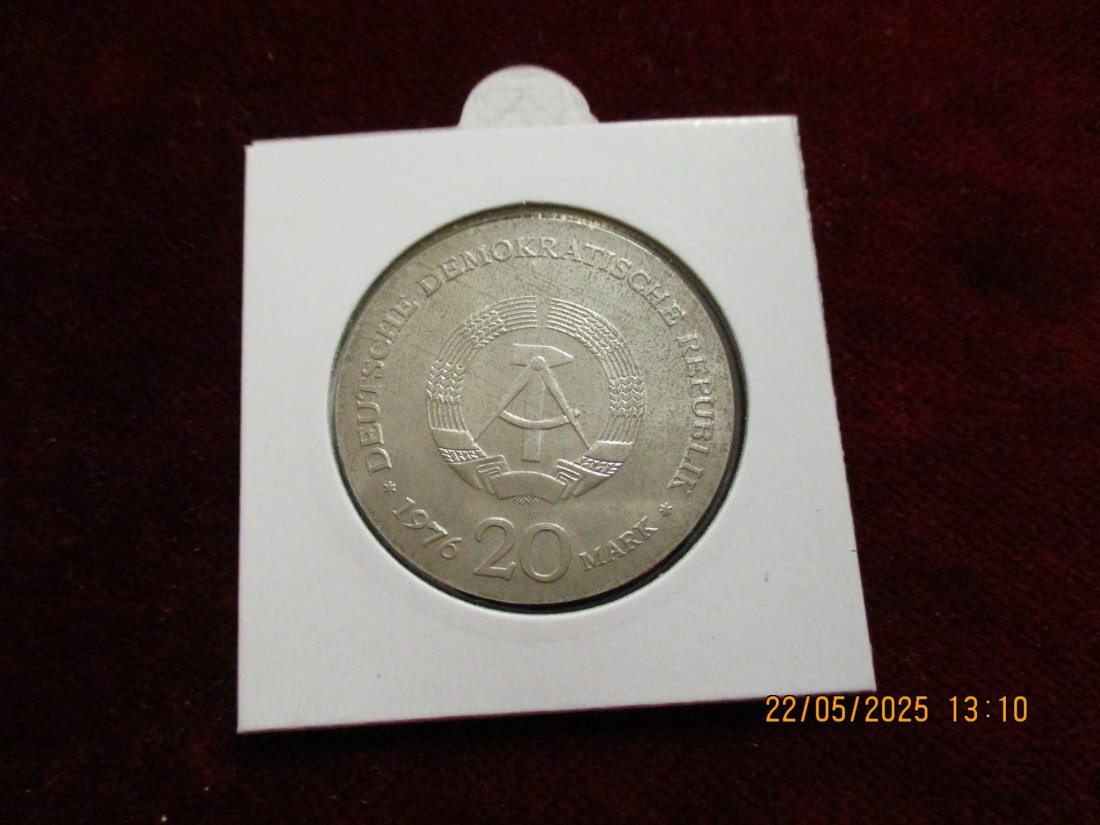 * DEUTSCHE DEMOKRATISCHE REPUBLIK *
1976 20 MARK
22/05/2025 13:10